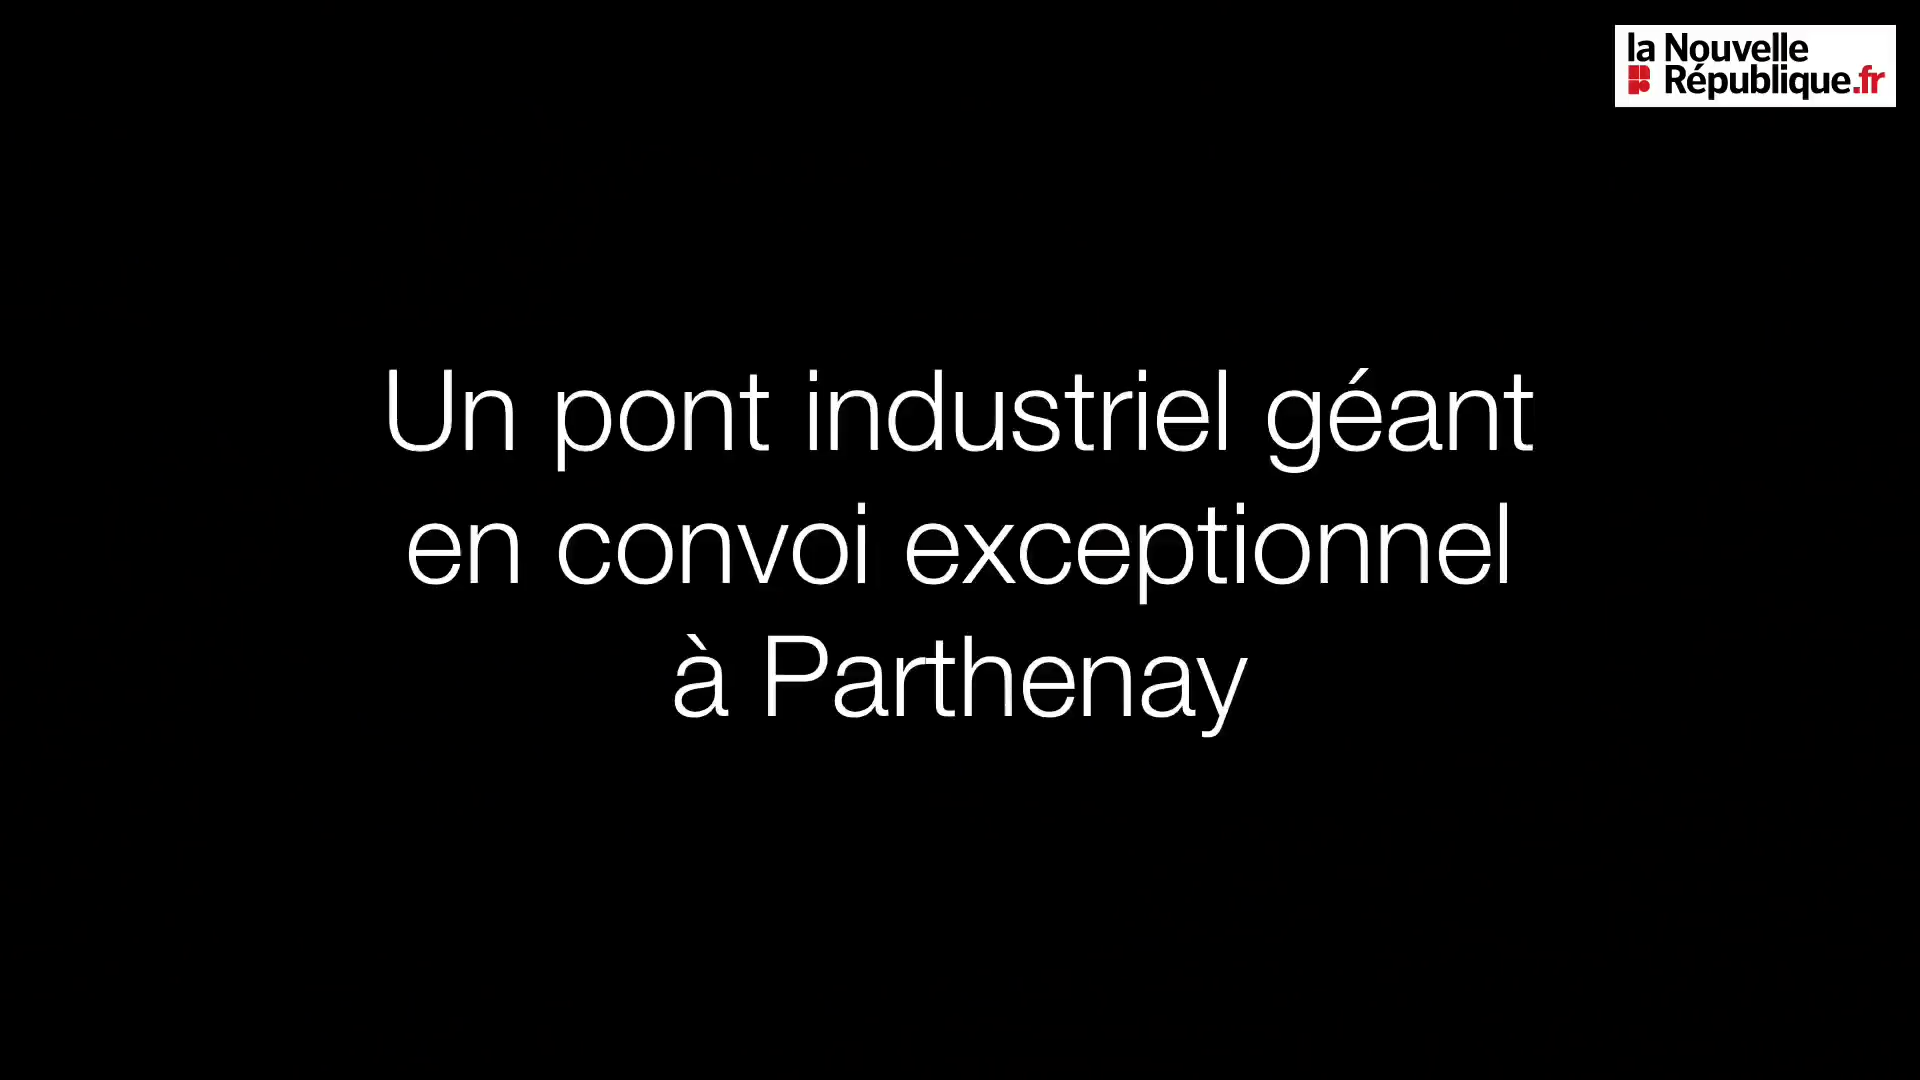 la Nouvelle
République.fr
Un pont industriel géant
en convoi exceptionnel
à Parthenay